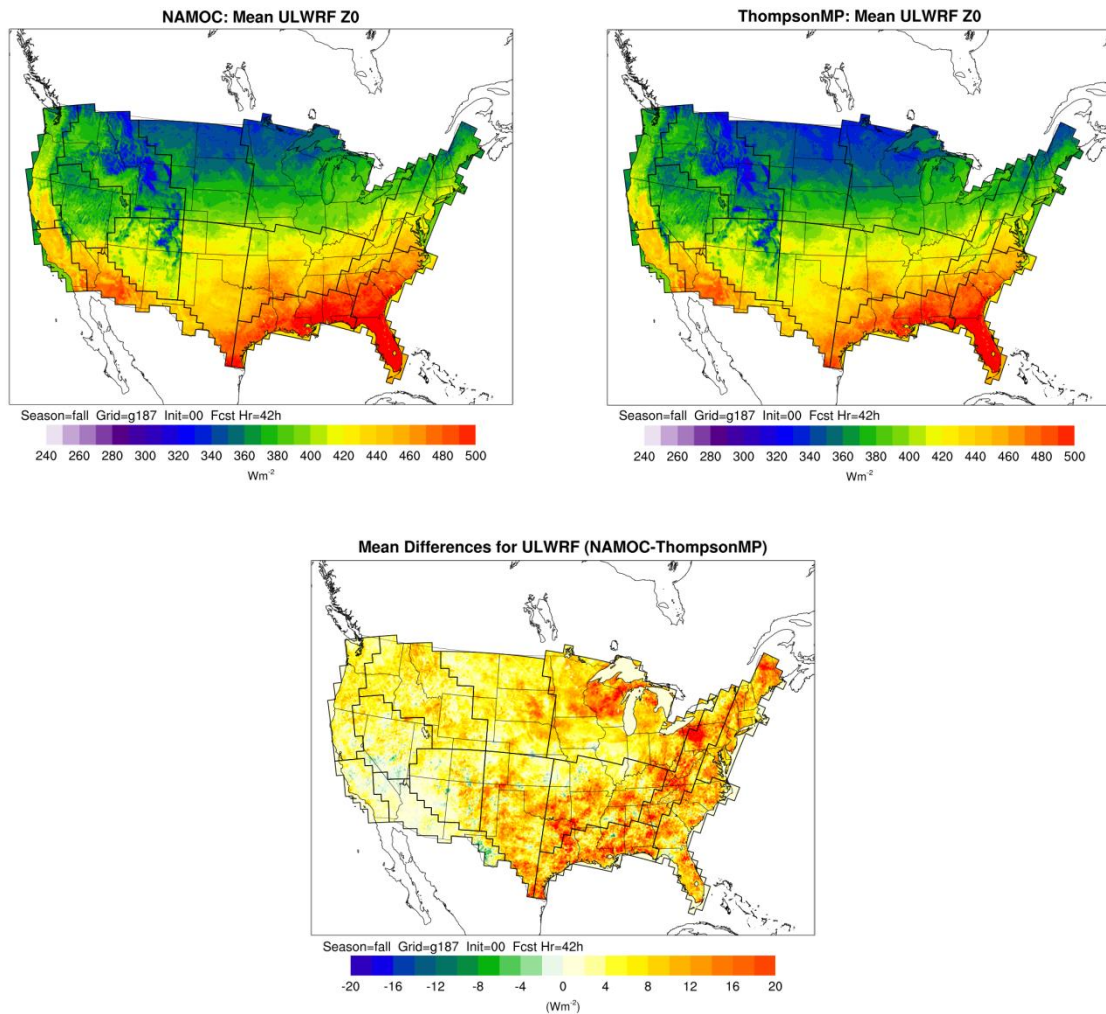 NAMOC: Mean ULWRF Z0
Season=fall Grid=g187 Init=00 Fcst Hr=42h
240 260 280 300 320 340 360 380 400 420 440 460 480 500
Wm-2
ThompsonMP: Mean ULWRF Z0
Season=fall Grid=g187 Init=00 Fcst Hr=42h
240 260 280 300 320 340 360 380 400 420 440 460 480 500
Wm-2
Mean Differences for ULWRF (NAMOC-ThompsonMP)
Season=fall Grid=g187 Init=00 Fcst Hr=42h
-20 -16 -12 -8 -4 0 4 8 12 16 20
(Wm-2)